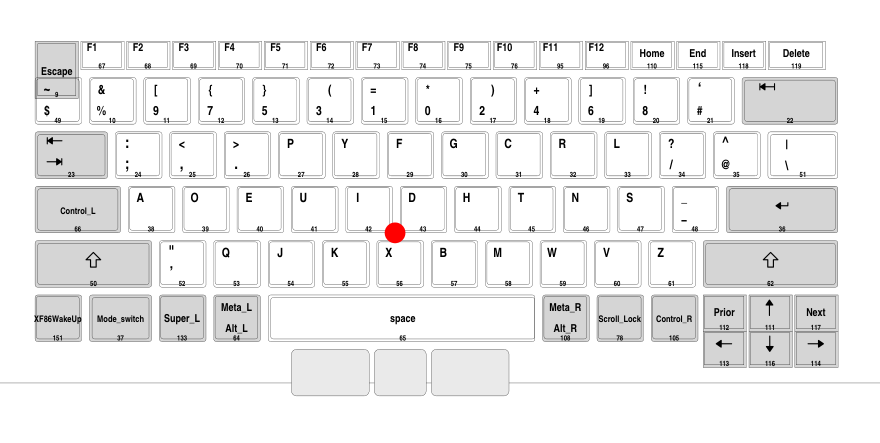 F1 F2 F3 F4 F5 F6 F7 F8 F9 F10 F11 F12 Home End Insert Delete
67 68 69 70 71 72 73 74 75 76 95 96 110 115 118 119
Escape
9
~ & [ { } ( = * ) + ] ! ‘
$ % 9 7 5 3 1 0 2 4 6 8 #
49 10 11 12 13 14 15 16 17 18 19 20 21 22
: < > P Y F G C R L ? ^ |
; , . / @ \
23 24 25 26 27 28 29 30 31 32 33 34 35 51
Control_L A O E U I D H T N S _
–
66 38 39 40 41 42 43 44 45 46 47 48 36
" Q J K X B M W V Z
,
50 52 53 54 55 56 57 58 59 60 61 62
XF86WakeUp Mode_switch Super_L Meta_L space Meta_R Scroll_Lock Control_R Prior Next
Alt_L Alt_R
151 37 133 64 65 108 78 105 112 111 117
113 116 114